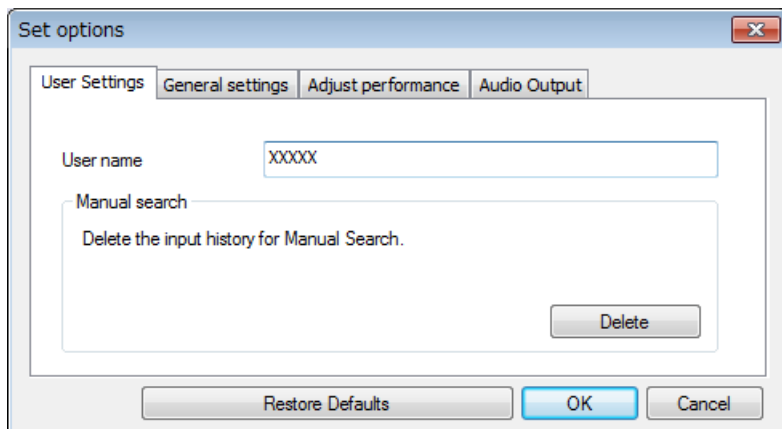 Set options
User Settings General settings Adjust performance Audio Output
User name XXXXX
Manual search
Delete the input history for Manual Search.
Delete
Restore Defaults OK Cancel